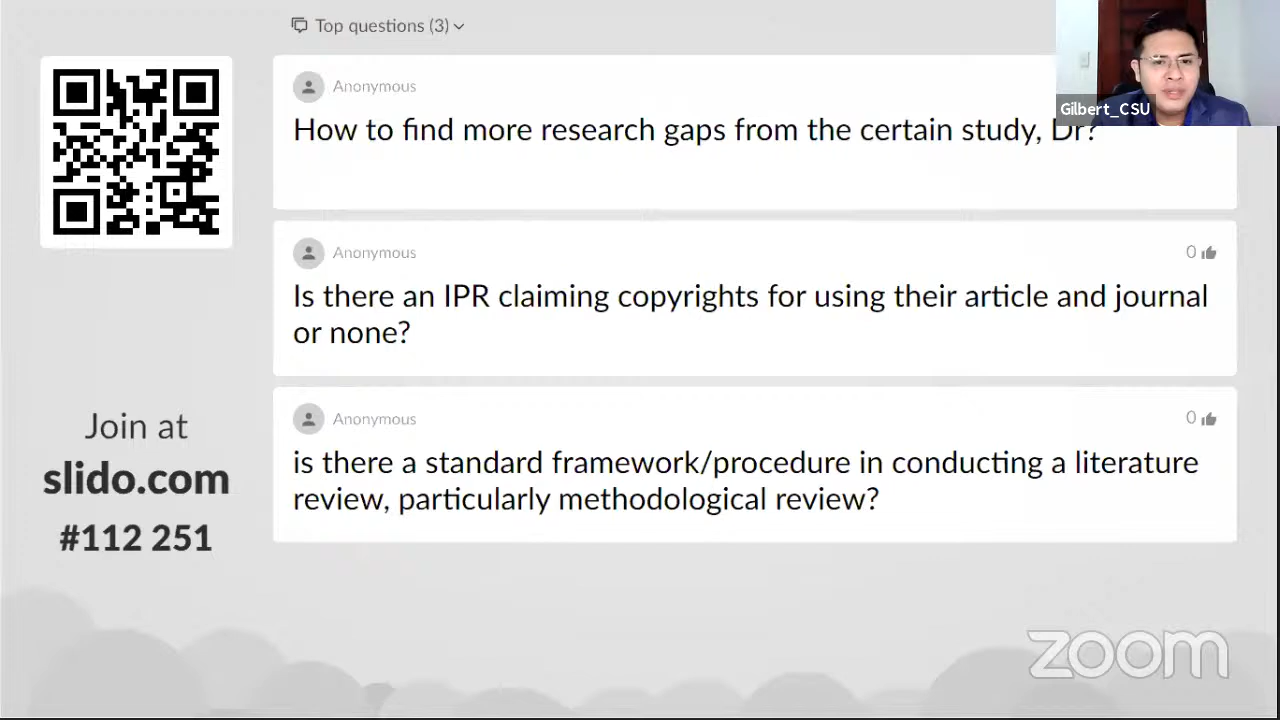 Top questions (3)
Anonymous
Gilbert_CSU
How to find more research gaps from the certain study, Dr?
Anonymous
0
Is there an IPR claiming copyrights for using their article and journal
or none?
Anonymous
0
is there a standard framework/procedure in conducting a literature
review, particularly methodological review?
Join at
slido.com
#112 251
zoom